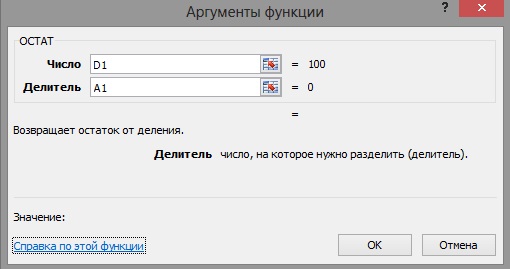 Аргументы функции
?
ОСТАТ
Число D1 = 100
Делитель A1 = 0
=
Возвращает остаток от деления.
Делитель число, на которое нужно разделить (делитель).
Значение:
Справка по этой функции OK Отмена